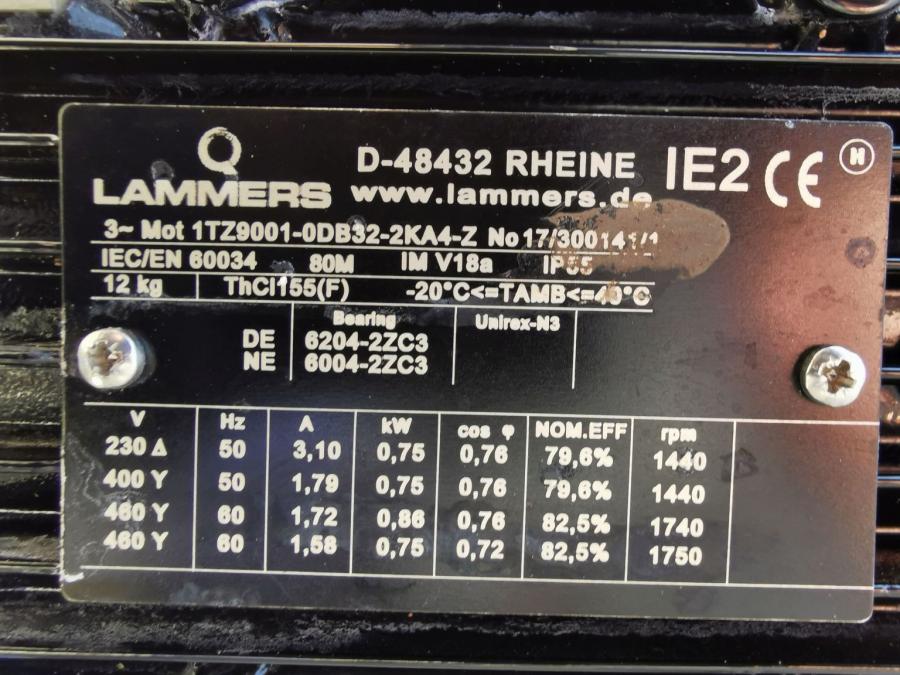 LAMMERS
D-48432 RHEINE
www.lammers.de
IE2 CE H
3~ Mot 1TZ9001-0DB32-2KA4-Z No 17/300141/1
IEC/EN 60034 80M IM V18a IP55
12 kg ThCl155(F) -20°C<=TAMB<=40°C
Bearing Unirex-N3
DE 6204-2ZC3
NE 6004-2ZC3
V Hz A kW cos φ NOM.EFF rpm
230 Δ 50 3,10 0,75 0,76 79,6% 1440
400 Y 50 1,79 0,75 0,76 79,6% 1440
460 Y 60 1,72 0,86 0,76 82,5% 1740
460 Y 60 1,58 0,75 0,72 82,5% 1750